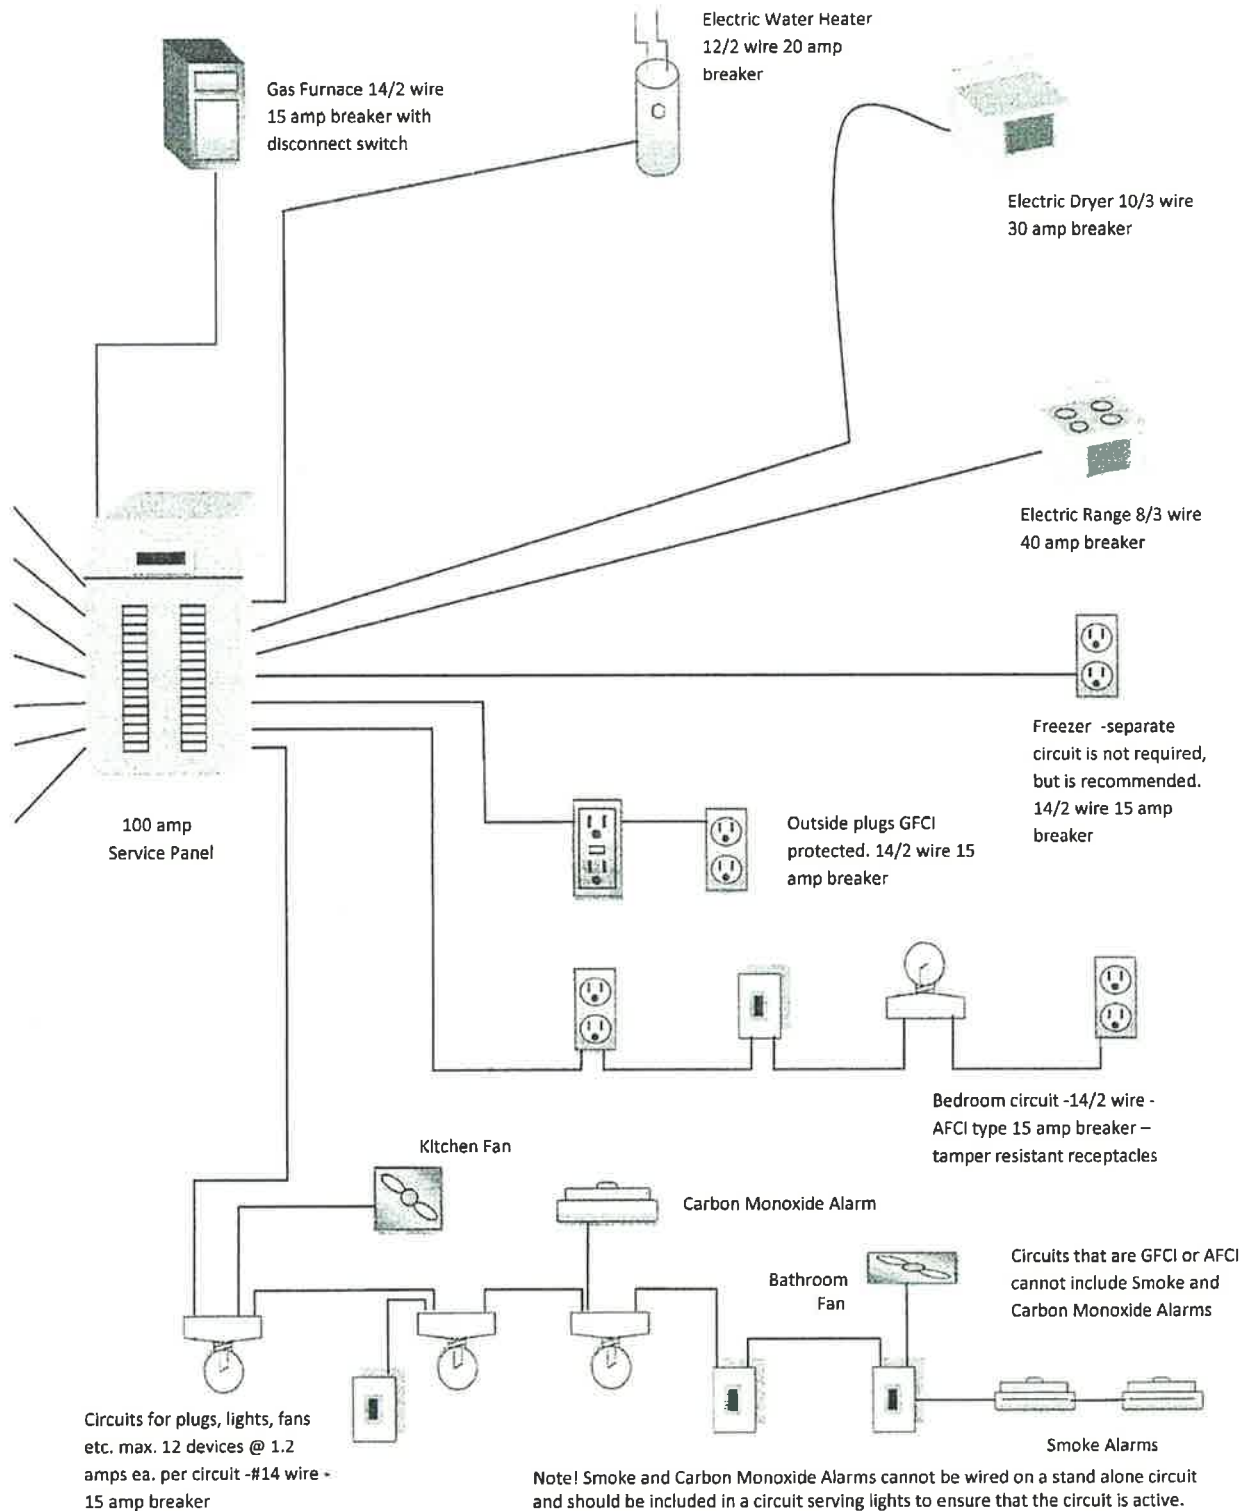 Electric Water Heater
12/2 wire 20 amp
breaker
Gas Furnace 14/2 wire
15 amp breaker with
disconnect switch
Electric Dryer 10/3 wire
30 amp breaker
Electric Range 8/3 wire
40 amp breaker
Freezer -separate
circuit is not required,
but is recommended.
14/2 wire 15 amp
breaker
100 amp
Service Panel
Outside plugs GFCI
protected. 14/2 wire 15
amp breaker
Bedroom circuit -14/2 wire -
AFCI type 15 amp breaker –
tamper resistant receptacles
Kitchen Fan
Carbon Monoxide Alarm
Bathroom
Fan
Circuits that are GFCI or AFCI
cannot include Smoke and
Carbon Monoxide Alarms
Circuits for plugs, lights, fans
etc. max. 12 devices @ 1.2
amps ea. per circuit -#14 wire -
15 amp breaker
Smoke Alarms
Note! Smoke and Carbon Monoxide Alarms cannot be wired on a stand alone circuit
and should be included in a circuit serving lights to ensure that the circuit is active.